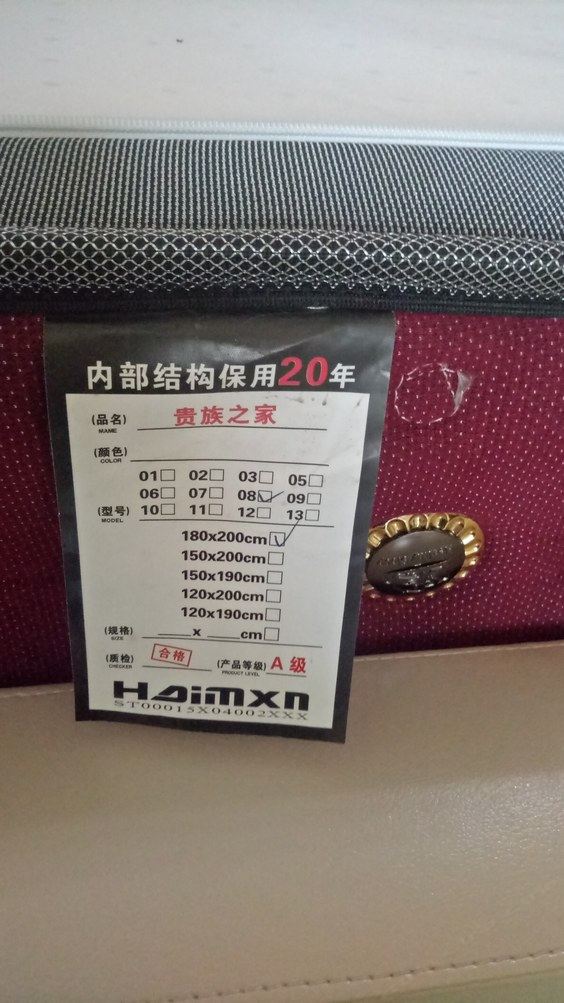 内部结构保用20年
(品名) 贵族之家
MAME
(颜色)
COLOR
01 02 03 05
06 07 08 09
(型号) 10 11 12 13
MODEL
180x200cm
150x200cm
150x190cm
120x200cm
120x190cm
(规格) x cm
SIZE
(质检) 合格 (产品等级) A 级
CHECKER PRODUCT LEVEL
HAimxn
ST00015X04002XXX